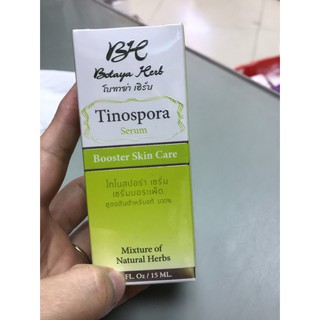 BH
Botaya Herb
โบทาย่า เฮิร์บ
Tinospora
Serum
Booster Skin Care
ไทโนสปอร่า เซรั่ม
เซรั่มบอระเพ็ด
100%
Mixture of
Natural Herbs
FL. Oz/ 15 ML.